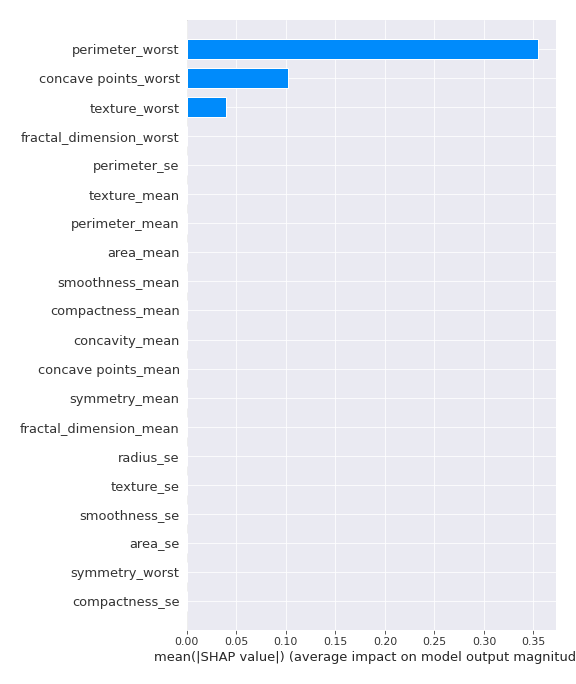 perimeter_worst
concave points_worst
texture_worst
fractal_dimension_worst
perimeter_se
texture_mean
perimeter_mean
area_mean
smoothness_mean
compactness_mean
concavity_mean
concave points_mean
symmetry_mean
fractal_dimension_mean
radius_se
texture_se
smoothness_se
area_se
symmetry_worst
compactness_se
0.00 0.05 0.10 0.15 0.20 0.25 0.30 0.35
mean(|SHAP value|) (average impact on model output magnitud